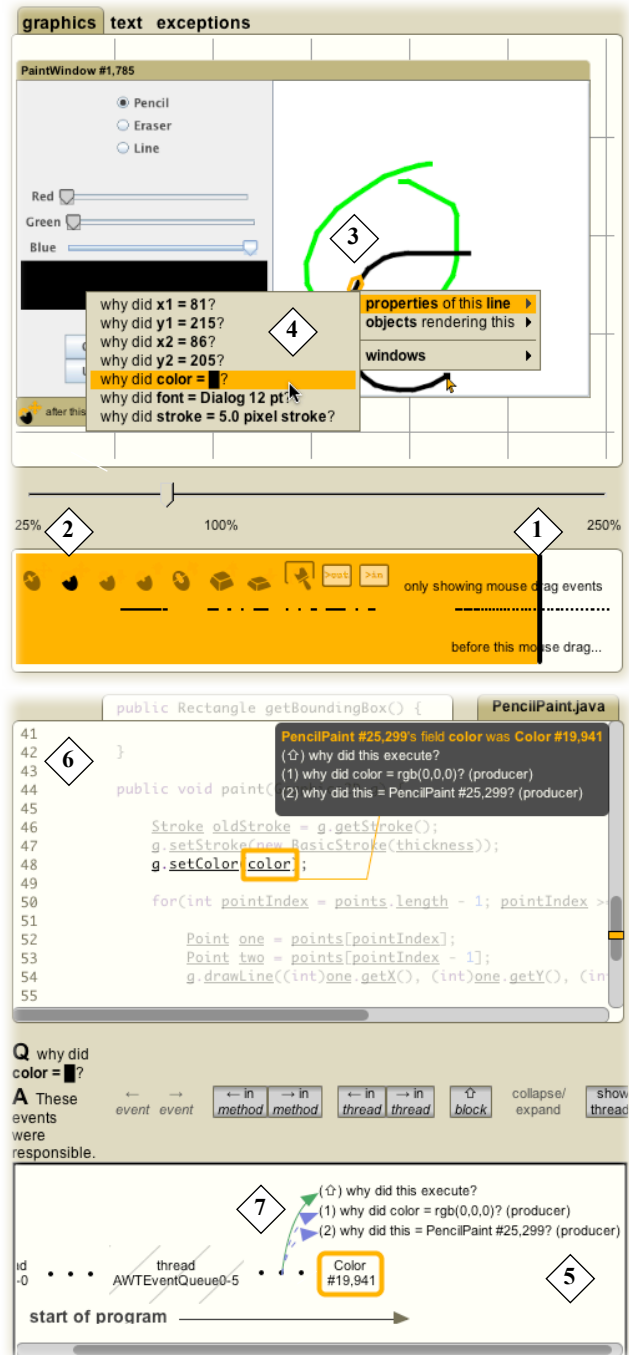 graphics text exceptions
PaintWindow #1,785
Pencil
Eraser
Line
Red
Green
Blue
3
properties of this line
objects rendering this
windows
why did x1 = 81?
why did y1 = 215?
why did x2 = 86?
why did y2 = 205?
why did color = ?
why did font = Dialog 12 pt?
why did stroke = 5.0 pixel stroke?
4
after this
25%
2
100%
1
250%
>out
>in
only showing mouse drag events
before this mouse drag...
public Rectangle getBoundingBox() {
PencilPaint.java
41
42 }
43
44 public void paint(
45
46 Stroke oldStroke = g.getStroke();
47 g.setStroke(new BasicStroke(thickness));
48 g.setColor(color);
49
50 for(int pointIndex = points.length - 1; pointIndex >
51
52 Point one = points[pointIndex];
53 Point two = points[pointIndex - 1];
54 g.drawLine((int)one.getX(), (int)one.getY(), (in
55
6
PencilPaint #25,299's field color was Color #19,941
(⇧) why did this execute?
(1) why did color = rgb(0,0,0)? (producer)
(2) why did this = PencilPaint #25,299? (producer)
Q why did
color = ?
A These
events
were
responsible.
← event
→ event
← in method
→ in method
← in thread
→ in thread
⇧ block
collapse/
expand
show
thread
7
(⇧) why did this execute?
(1) why did color = rgb(0,0,0)? (producer)
(2) why did this = PencilPaint #25,299? (producer)
-0
thread
AWTEventQueue0-5
Color
#19,941
5
start of program